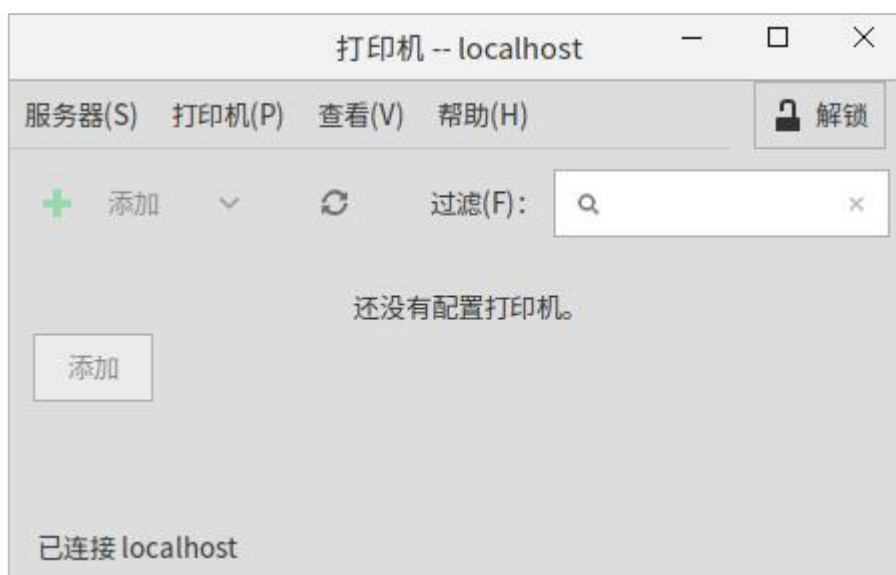 打印机 -- localhost
服务器(S) 打印机(P) 查看(V) 帮助(H) 解锁
添加 过滤(F):
还没有配置打印机。
添加
已连接 localhost